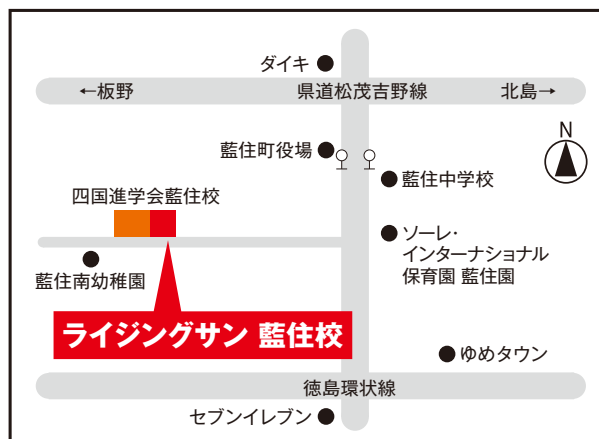 ダイキ
←板野
県道松茂吉野線
北島→
N
藍住町役場
藍住中学校
四国進学会藍住校
ソーレ・
インターナショナル
保育園 藍住園
藍住南幼稚園
ライジングサン 藍住校
ゆめタウン
徳島環状線
セブンイレブン